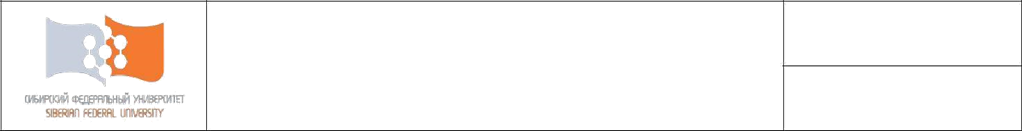 СИБИРСКИЙ ФЕДЕРАЛЬНЫЙ УНИВЕРСИТЕТ
SIBERIAN FEDERAL UNIVERSITY